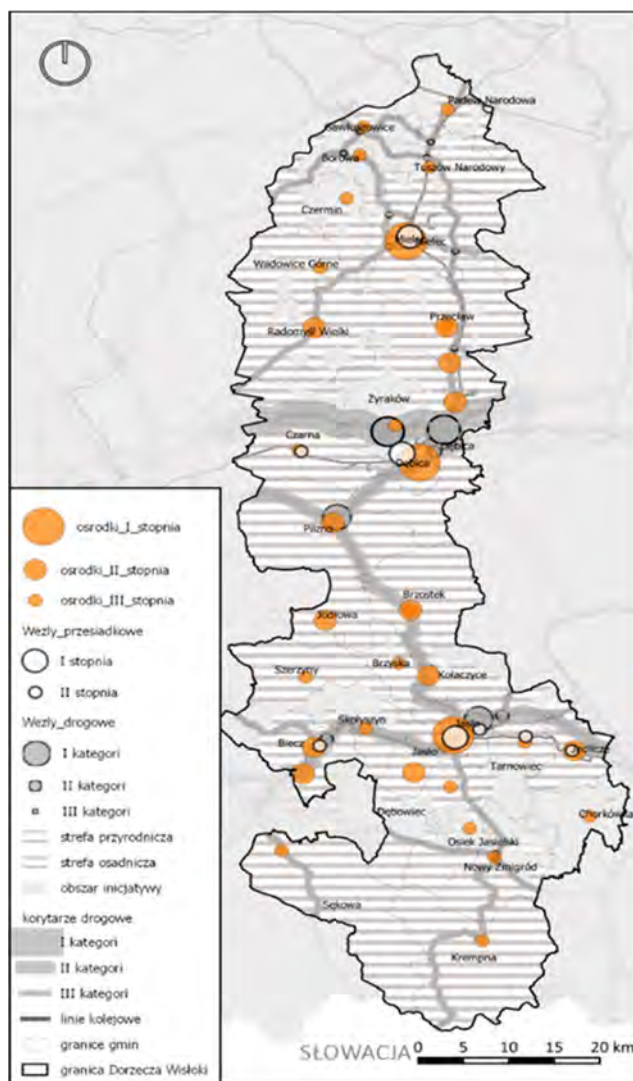 Padew Narodowa
Gawłuszowice
Borowa
Tuszów Narodowy
Czermin
Mielec
Wadowice Górne
Przecław
Radomyśl Wielki
Żyraków
Czarna
Dębica
Dębica
Pilzno
Brzostek
Jodłowa
Brzyska
Szerzyny
Kołaczyce
Skołyszyn
Biecz
Jasło
Tarnowiec
Dębowiec
Chorkówka
Osiek Jasielski
Nowy Żmigród
Sękowa
Krempna
SŁOWACJA
0 5 10 15 20 km
osrodki_I_stopnia
osrodki_II_stopnia
osrodki_III_stopnia
Wezly_przesiadkowe
I stopnia
II stopnia
Wezly_drogowe
I kategori
II kategori
III kategori
strefa przyrodnicza
strefa osadnicza
obszar inicjatywy
korytarze drogowe
I kategori
II kategori
III kategori
linie kolejowe
granice gmin
granica Dorzecza Wisłoki